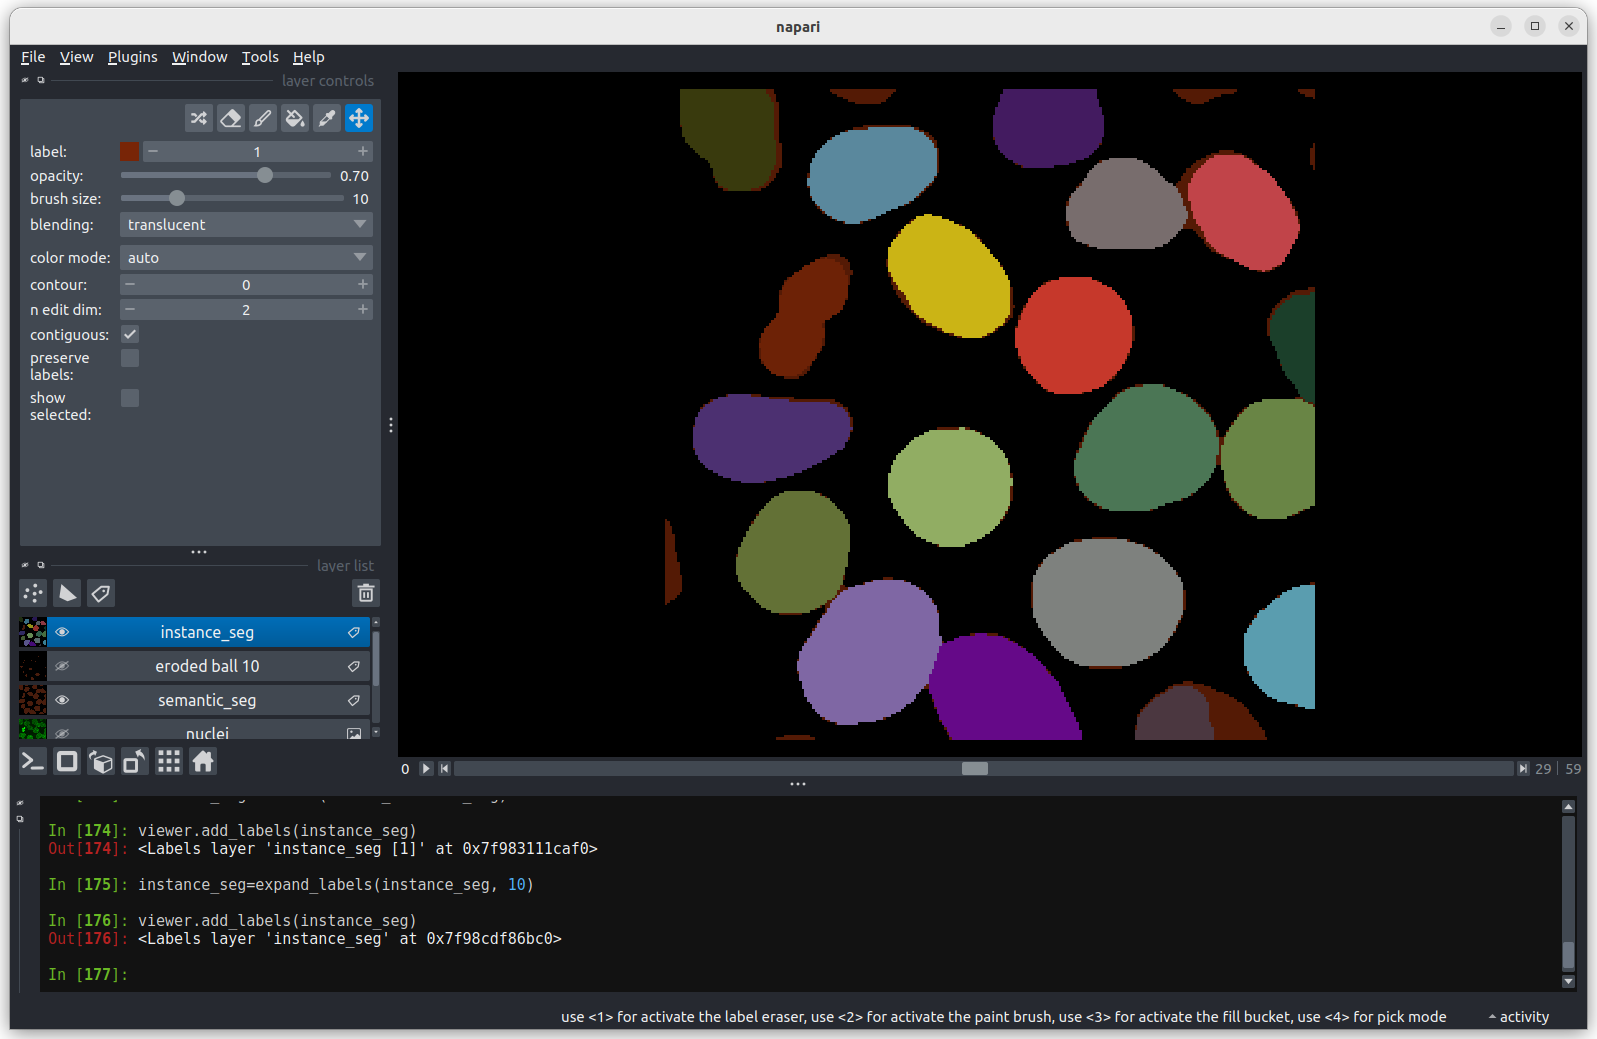 napari
File View Plugins Window Tools Help
layer controls
label: 1
opacity: 0.70
brush size: 10
blending: translucent
color mode: auto
contour: 0
n edit dim: 2
contiguous:
preserve
labels:
show
selected:
layer list
instance_seg
eroded ball 10
semantic_seg
nuclei
0 29 | 59
In [174]: viewer.add_labels(instance_seg)
Out[174]: <Labels layer 'instance_seg [1]' at 0x7f983111caf0>
In [175]: instance_seg=expand_labels(instance_seg, 10)
In [176]: viewer.add_labels(instance_seg)
Out[176]: <Labels layer 'instance_seg' at 0x7f98cdf86bc0>
In [177]:
use <1> for activate the label eraser, use <2> for activate the paint brush, use <3> for activate the fill bucket, use <4> for pick mode activity